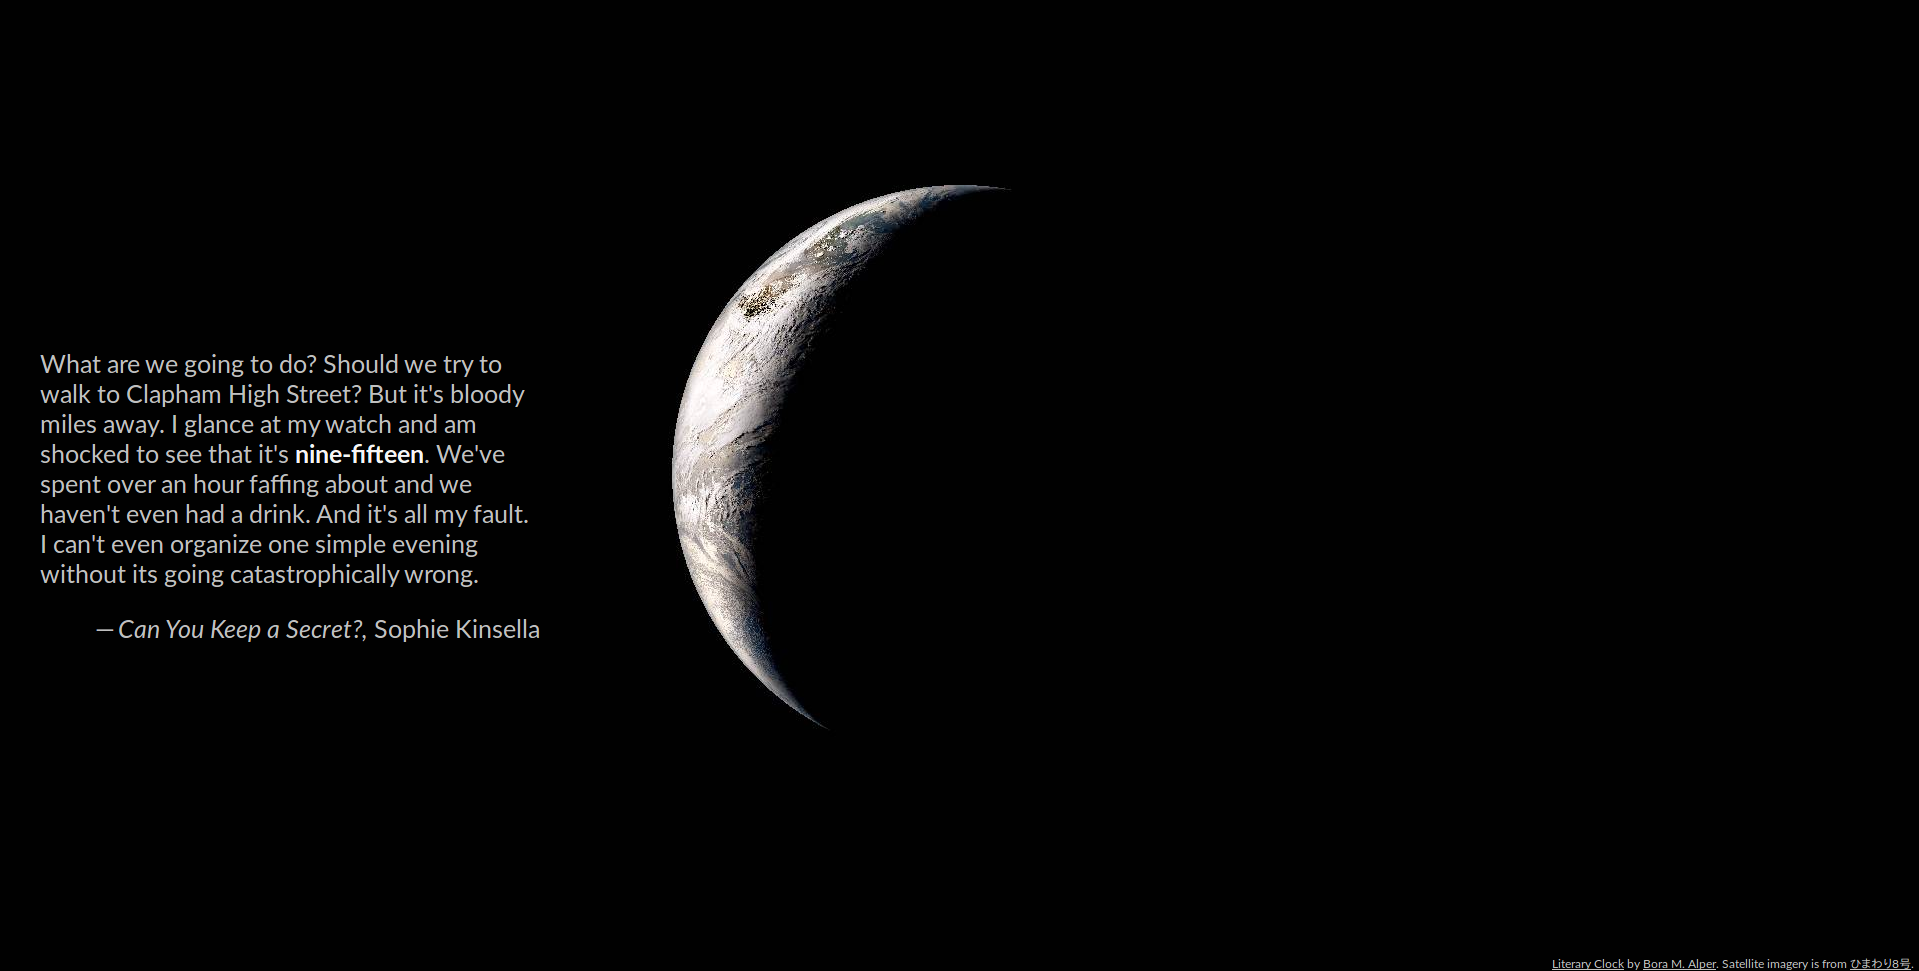 What are we going to do? Should we try to
walk to Clapham High Street? But it's bloody
miles away. I glance at my watch and am
shocked to see that it's nine-fifteen. We've
spent over an hour faffing about and we
haven't even had a drink. And it's all my fault.
I can't even organize one simple evening
without its going catastrophically wrong.
— Can You Keep a Secret?, Sophie Kinsella
Literary Clock by Bora M. Alper. Satellite imagery is from ひまわり8号.